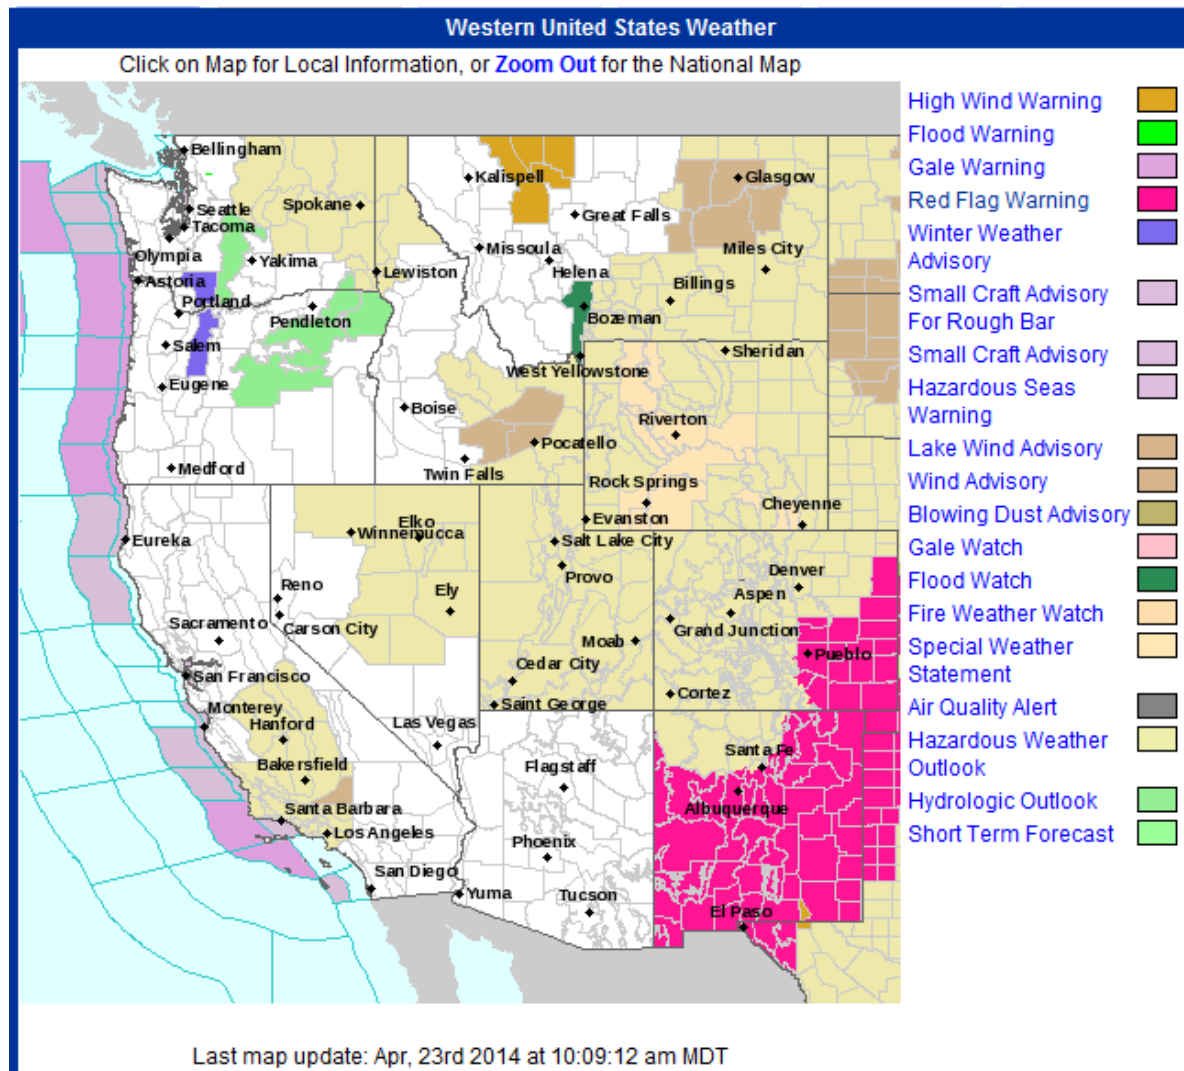 Western United States Weather
Click on Map for Local Information, or Zoom Out for the National Map
High Wind Warning
Flood Warning
Gale Warning
Red Flag Warning
Winter Weather
Advisory
Small Craft Advisory
For Rough Bar
Small Craft Advisory
Hazardous Seas
Warning
Lake Wind Advisory
Wind Advisory
Blowing Dust Advisory
Gale Watch
Flood Watch
Fire Weather Watch
Special Weather
Statement
Air Quality Alert
Hazardous Weather
Outlook
Hydrologic Outlook
Short Term Forecast
Bellingham
Kalispell
Glasgow
Spokane
Seattle
Great Falls
Tacoma
Olympia
Missoula
Miles City
Yakima
Lewiston
Helena
Astoria
Billings
Portland
Pendleton
Bozeman
Salem
Sheridan
West Yellowstone
Eugene
Boise
Riverton
Pocatello
Medford
Twin Falls
Rock Springs
Cheyenne
Evanston
Elko
Winnemucca
Eureka
Salt Lake City
Provo
Denver
Reno
Ely
Aspen
Sacramento
Carson City
Grand Junction
Moab
Pueblo
Cedar City
San Francisco
Cortez
Saint George
Monterey
Hanford
Las Vegas
Santa Fe
Bakersfield
Flagstaff
Albuquerque
Santa Barbara
Los Angeles
Phoenix
San Diego
Yuma
Tucson
El Paso
Last map update: Apr, 23rd 2014 at 10:09:12 am MDT